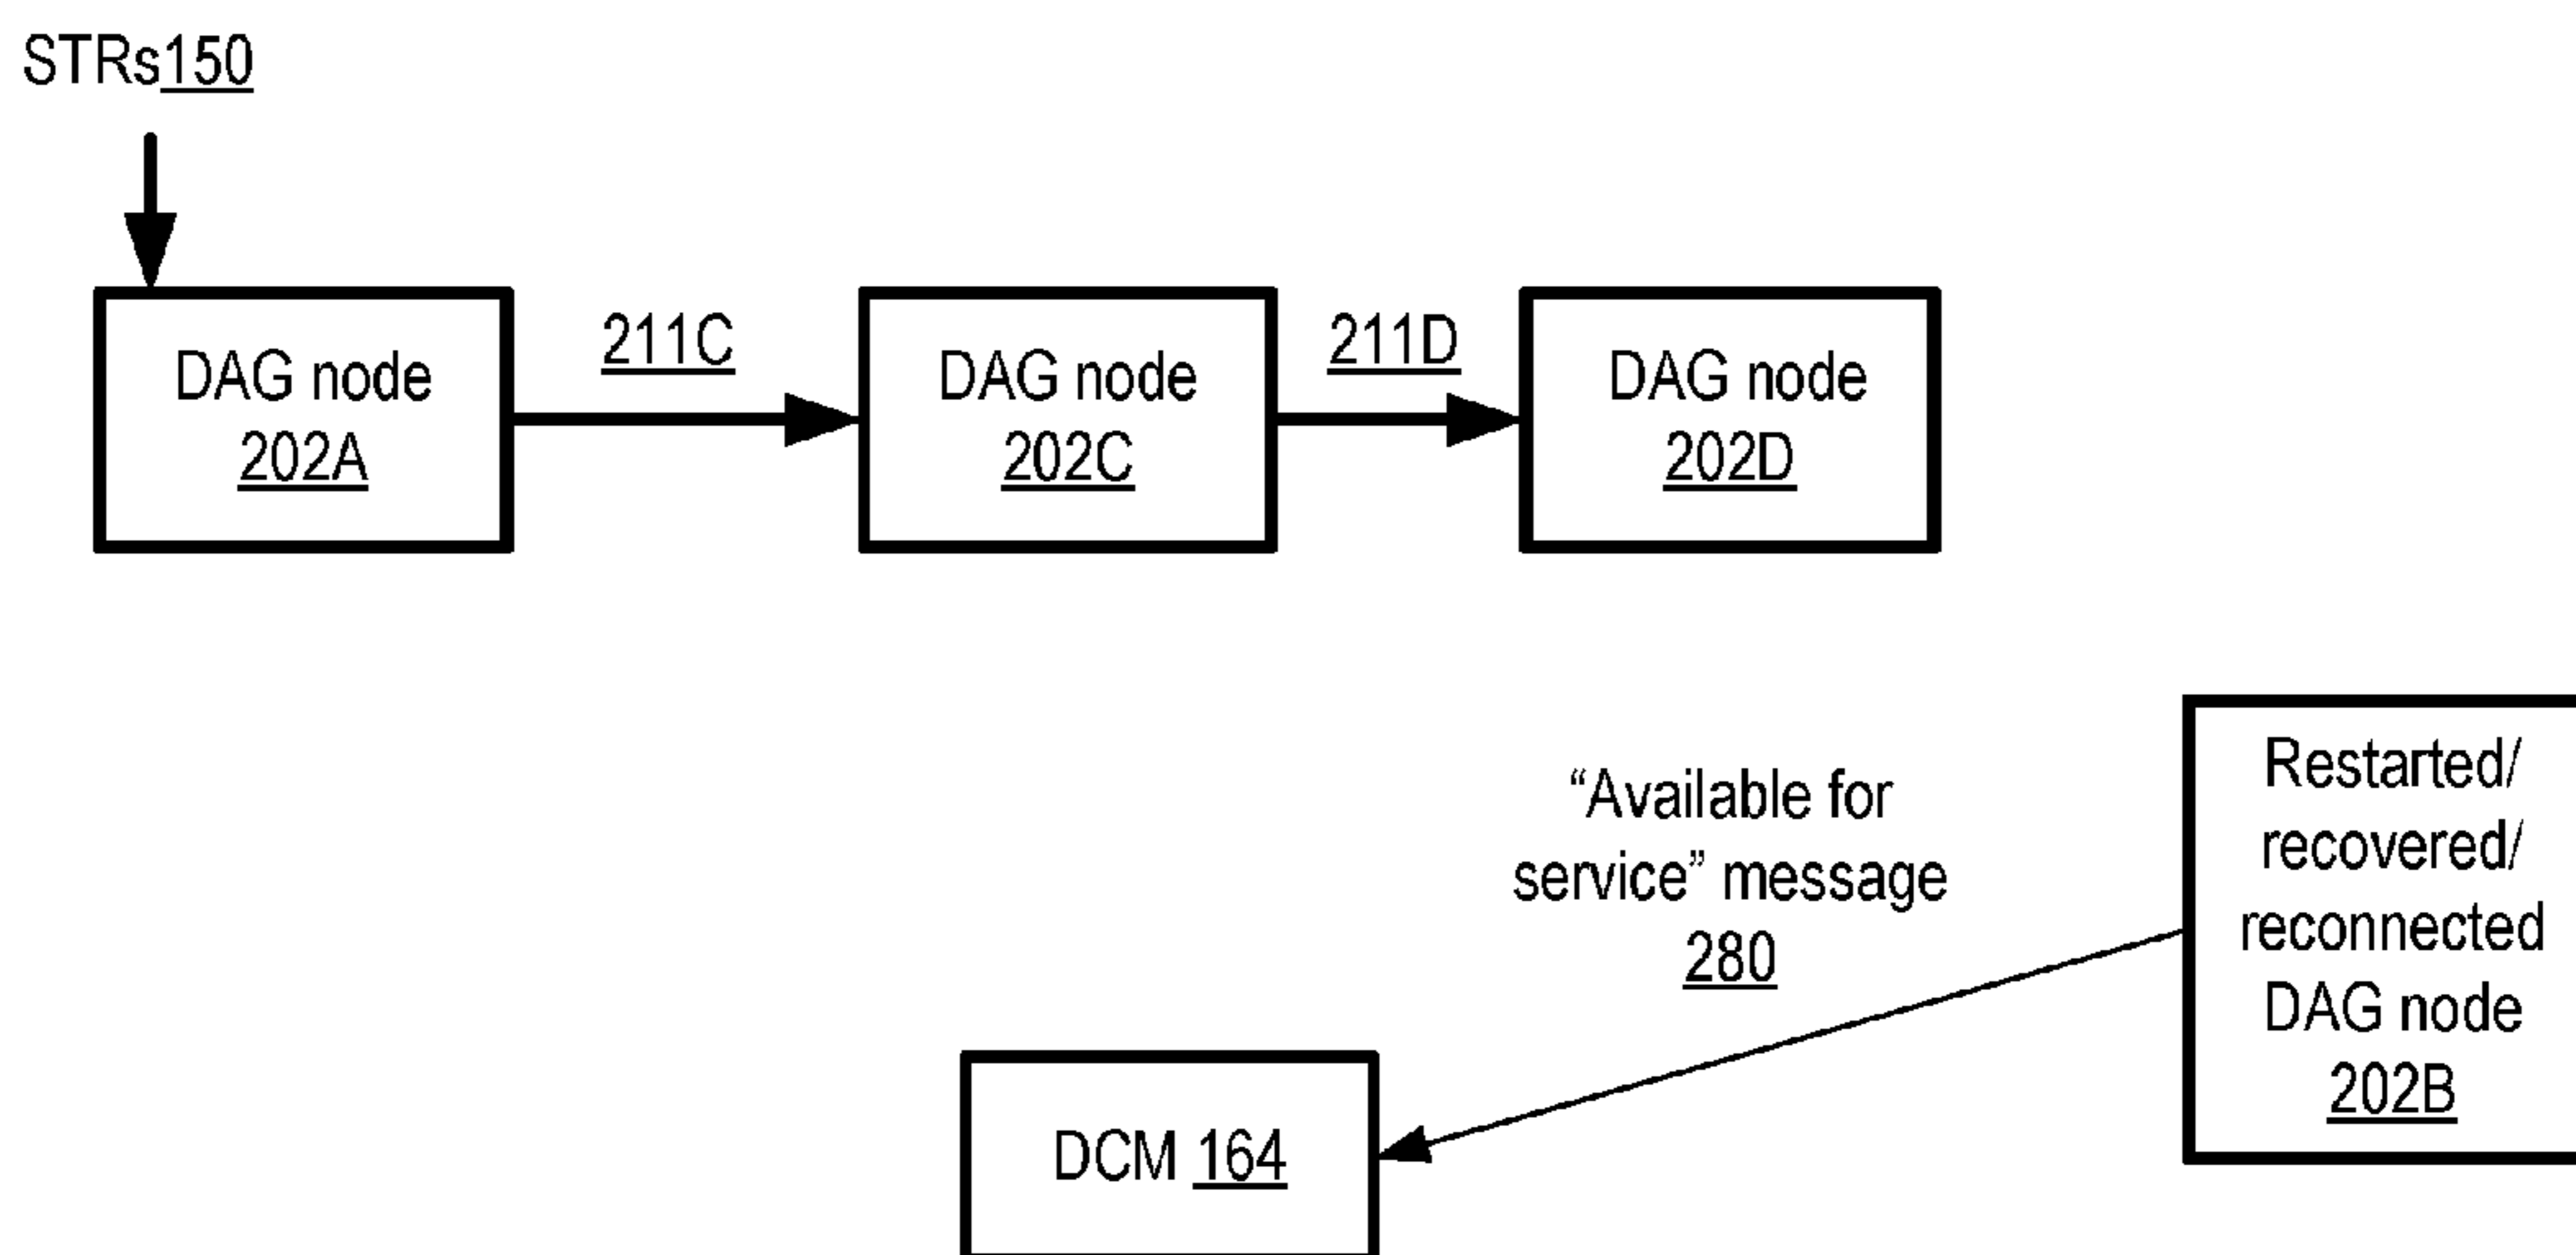 STRs150
211C
211D
DAG node
202A
DAG node
202C
DAG node
202D
“Available for
service” message
280
Restarted/
recovered/
reconnected
DAG node
202B
DCM 164